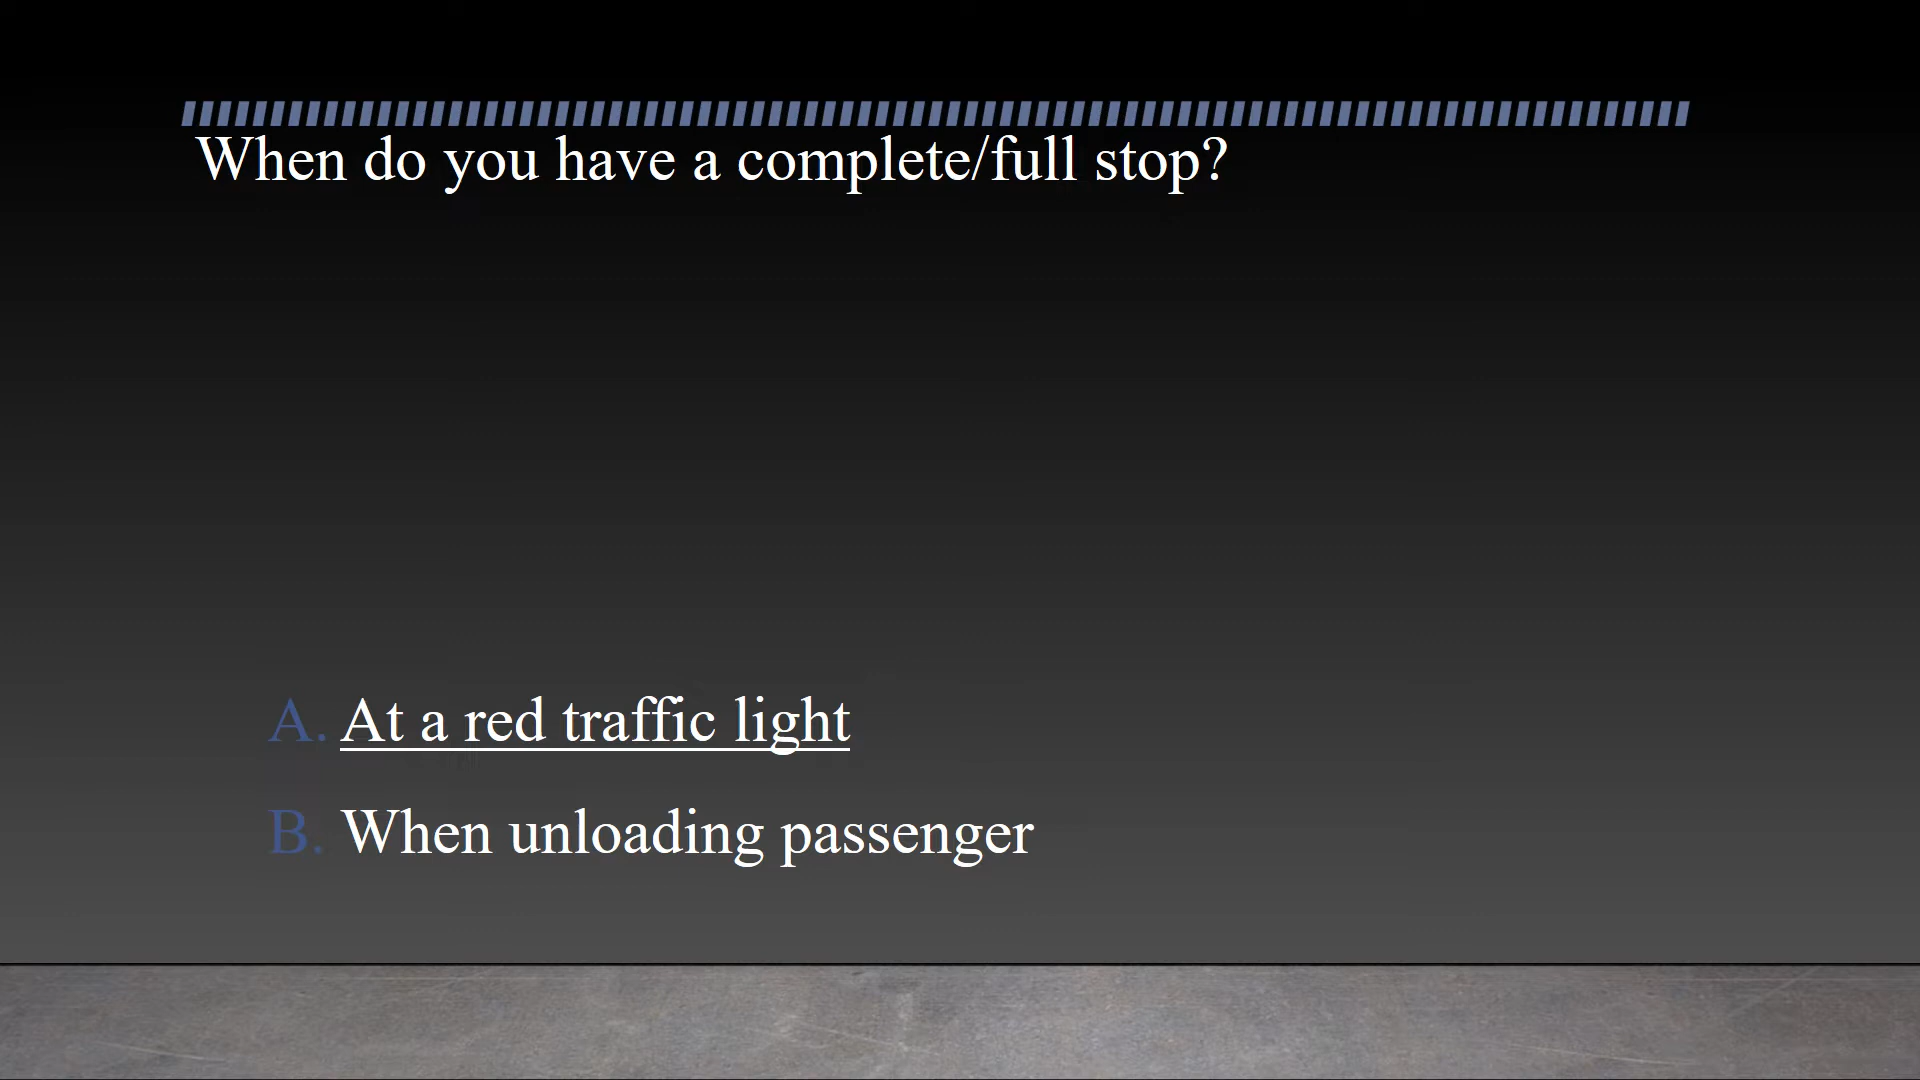 When do you have a complete/full stop?
A. At a red traffic light
B. When unloading passenger